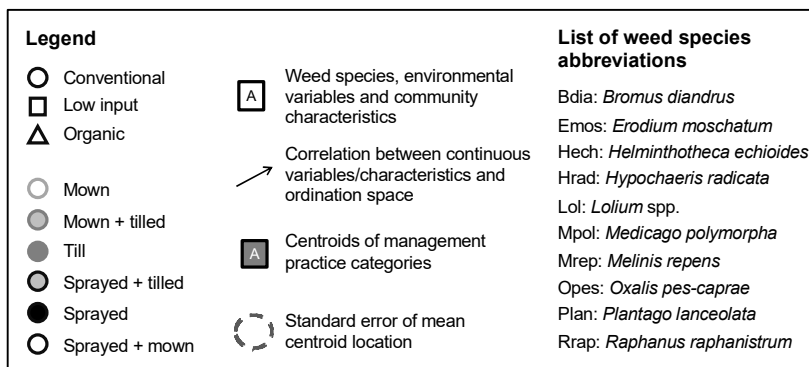 Legend
Conventional
Low input
Organic
Mown
Mown + tilled
Till
Sprayed + tilled
Sprayed
Sprayed + mown
A
Weed species, environmental
variables and community
characteristics
Correlation between continuous
variables/characteristics and
ordination space
A
Centroids of management
practice categories
Standard error of mean
centroid location
List of weed species
abbreviations
Bdia: Bromus diandrus
Emos: Erodium moschatum
Hech: Helminthotheca echioides
Hrad: Hypochaeris radicata
Lol: Lolium spp.
Mpol: Medicago polymorpha
Mrep: Melinis repens
Opes: Oxalis pes-caprae
Plan: Plantago lanceolata
Rrap: Raphanus raphanistrum